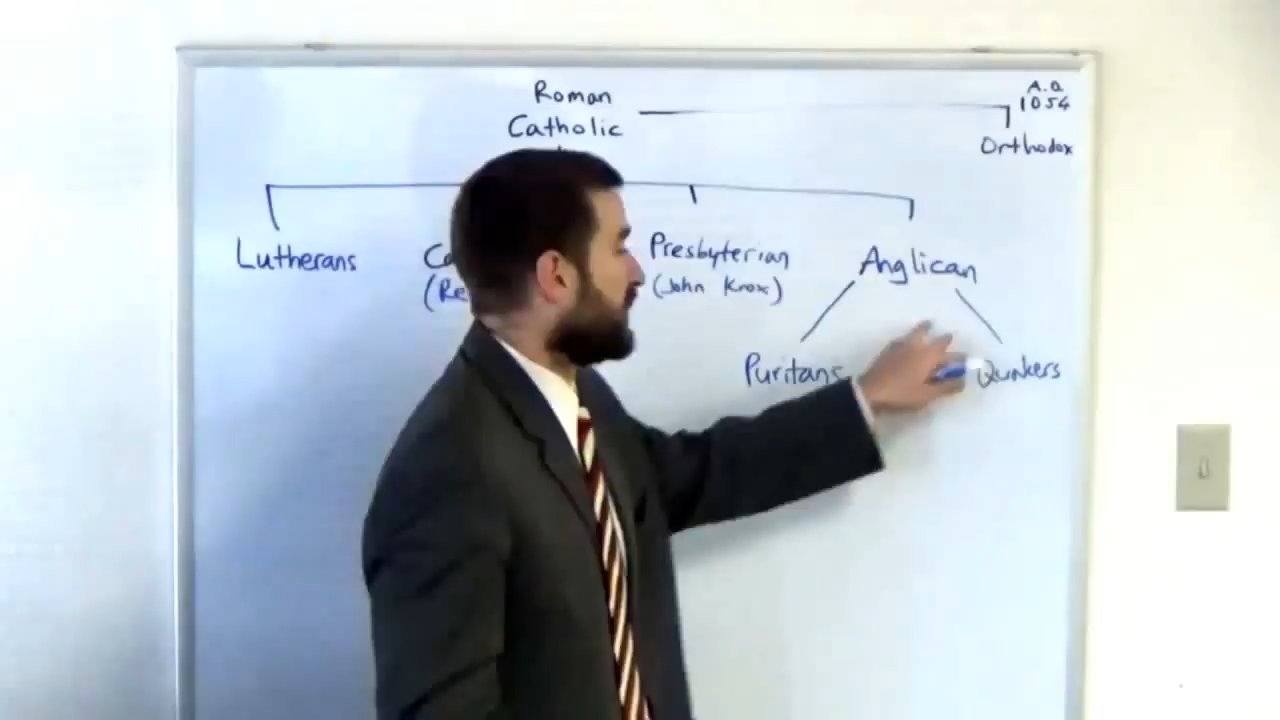 Roman
Catholic
A.D
1054
Orthodox
Lutherans
Presbyterian
(John Knox)
Anglican
Puritans
Quakers